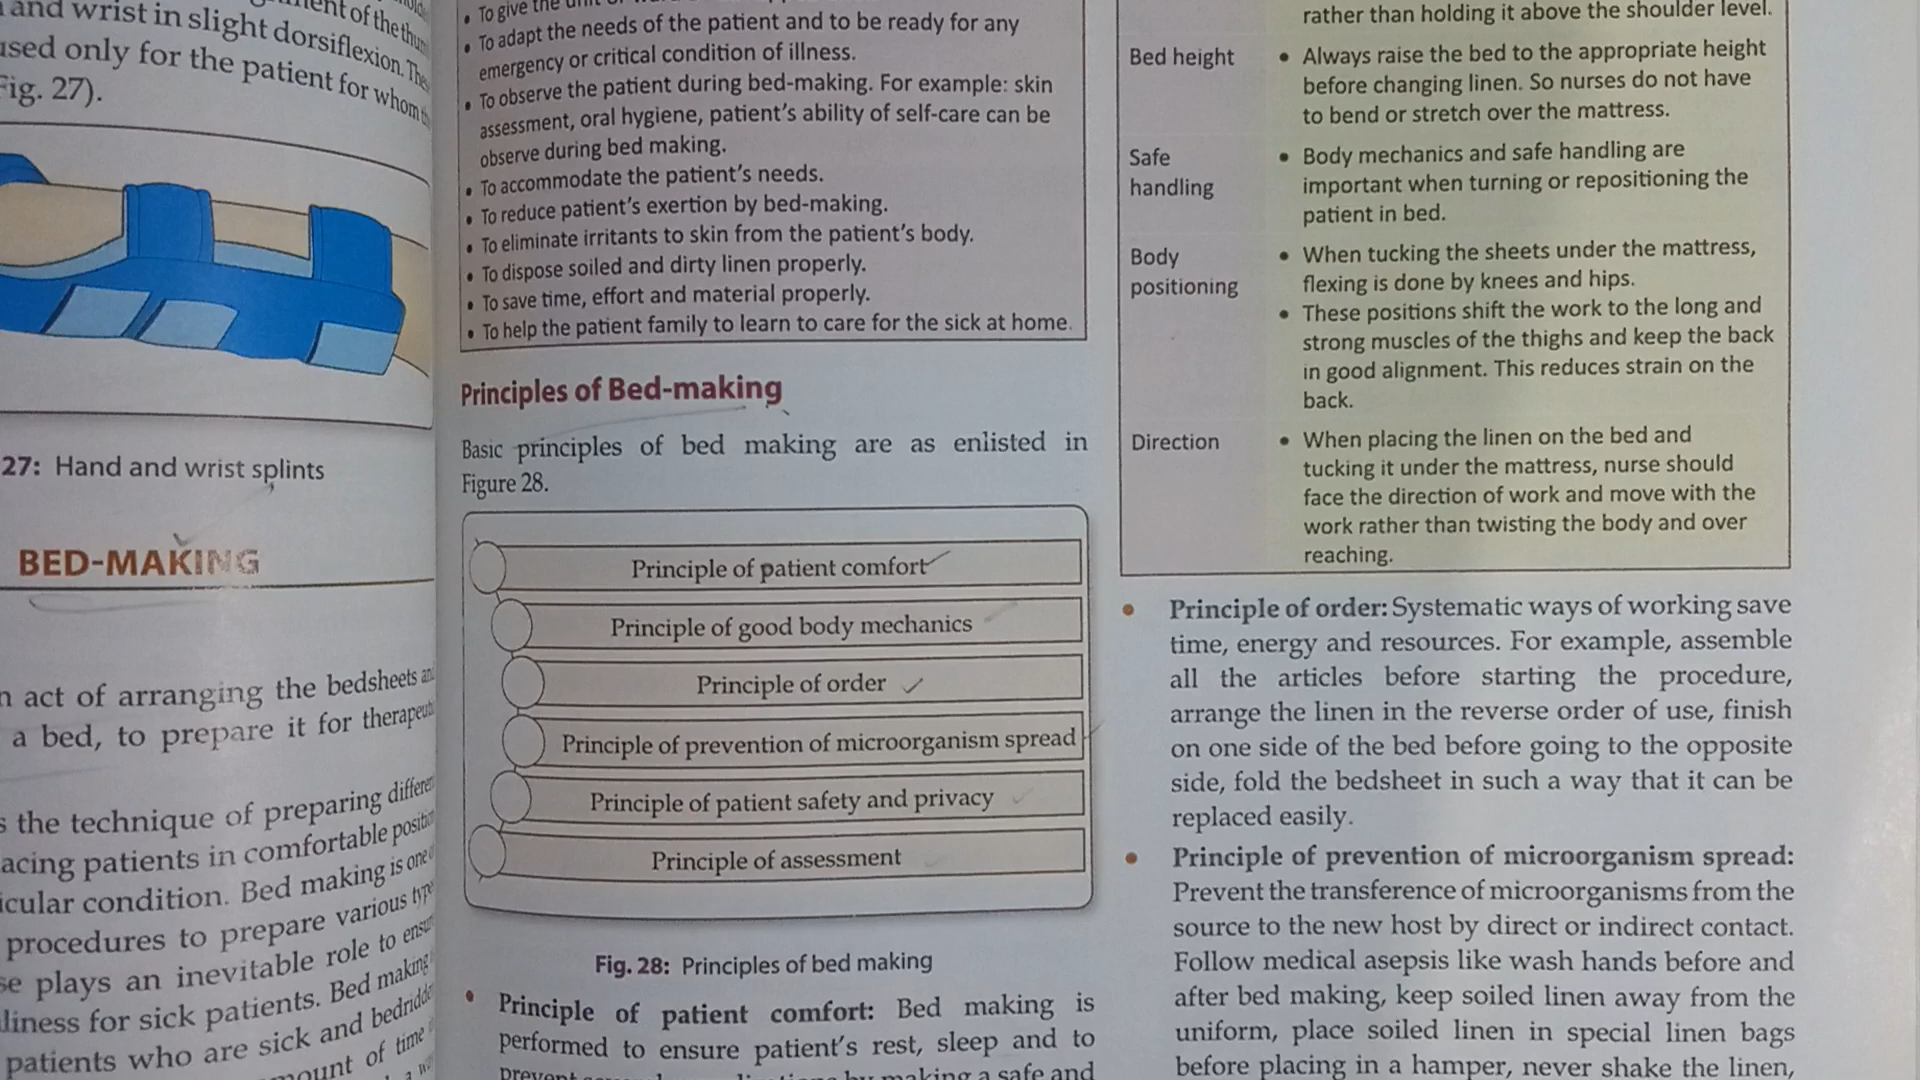 and wrist in slight dorsiflexion.
used only for the patient for whom
Fig. 27).
27: Hand and wrist splints
BED-MAKING
act of arranging the bedsheets
a bed, to prepare it for
the technique of preparing
patients in comfortable
condition. Bed making is one
procedures to prepare various
plays an inevitable role to
for sick patients. Bed making
patients who are sick and
of time
• To give the
• To adapt the needs of the patient and to be ready for any
emergency or critical condition of illness.
• To observe the patient during bed-making. For example: skin
assessment, oral hygiene, patient's ability of self-care can be
observe during bed making.
• To accommodate the patient's needs.
• To reduce patient's exertion by bed-making.
• To eliminate irritants to skin from the patient's body.
• To dispose soiled and dirty linen properly.
• To save time, effort and material properly.
• To help the patient family to learn to care for the sick at home.
Principles of Bed-making
Basic principles of bed making are as enlisted in
Figure 28.
Principle of patient comfort
Principle of good body mechanics
Principle of order
Principle of prevention of microorganism spread
Principle of patient safety and privacy
Principle of assessment
Fig. 28: Principles of bed making
• Principle of patient comfort: Bed making is
performed to ensure patient's rest, sleep and to
by making a safe and
rather than holding it above the shoulder level.
Bed height • Always raise the bed to the appropriate height
before changing linen. So nurses do not have
to bend or stretch over the mattress.
Safe • Body mechanics and safe handling are
handling important when turning or repositioning the
patient in bed.
Body • When tucking the sheets under the mattress,
positioning flexing is done by knees and hips.
• These positions shift the work to the long and
strong muscles of the thighs and keep the back
in good alignment. This reduces strain on the
back.
Direction • When placing the linen on the bed and
tucking it under the mattress, nurse should
face the direction of work and move with the
work rather than twisting the body and over
reaching.
• Principle of order: Systematic ways of working save
time, energy and resources. For example, assemble
all the articles before starting the procedure,
arrange the linen in the reverse order of use, finish
on one side of the bed before going to the opposite
side, fold the bedsheet in such a way that it can be
replaced easily.
• Principle of prevention of microorganism spread:
Prevent the transference of microorganisms from the
source to the new host by direct or indirect contact.
Follow medical asepsis like wash hands before and
after bed making, keep soiled linen away from the
uniform, place soiled linen in special linen bags
before placing in a hamper, never shake the linen,